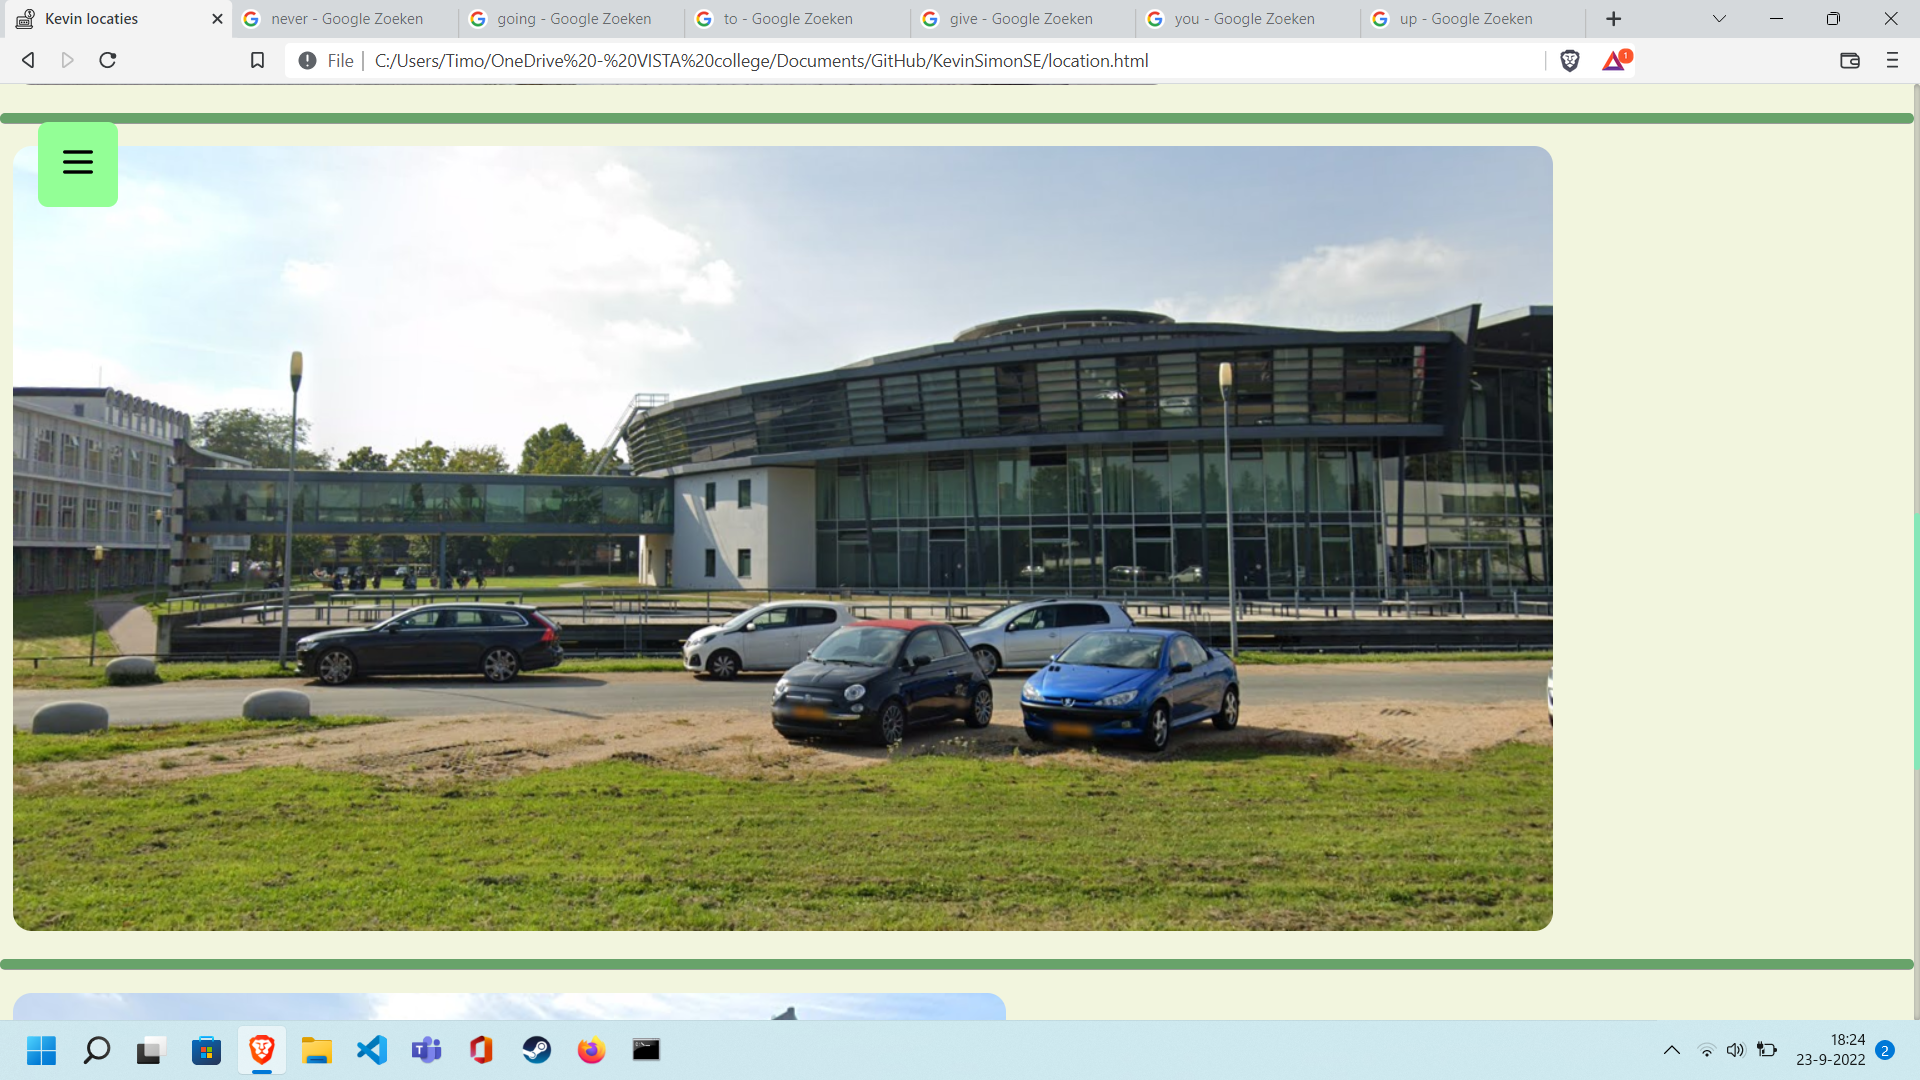 Kevin locaties
never - Google Zoeken
going - Google Zoeken
to - Google Zoeken
give - Google Zoeken
you - Google Zoeken
up - Google Zoeken
File
C:/Users/Timo/OneDrive%20-%20VISTA%20college/Documents/GitHub/KevinSimonSE/location.html
1
18:24
23-9-2022
2